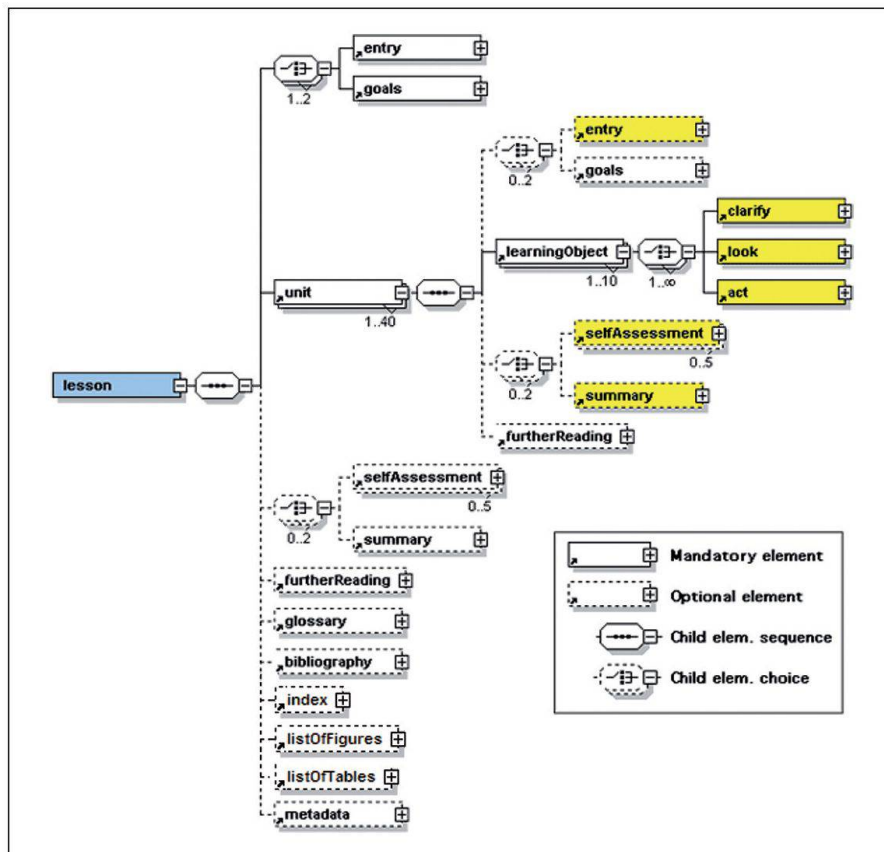 entry
goals
1..2
entry
goals
0..2
clarify
learningObject
look
1..10
1..∞
act
unit
1..40
selfAssessment
0..5
0..2
summary
lesson
furtherReading
selfAssessment
0..5
0..2
summary
furtherReading
glossary
bibliography
index
listOfFigures
listOfTables
metadata
Mandatory element
Optional element
Child elem. sequence
Child elem. choice